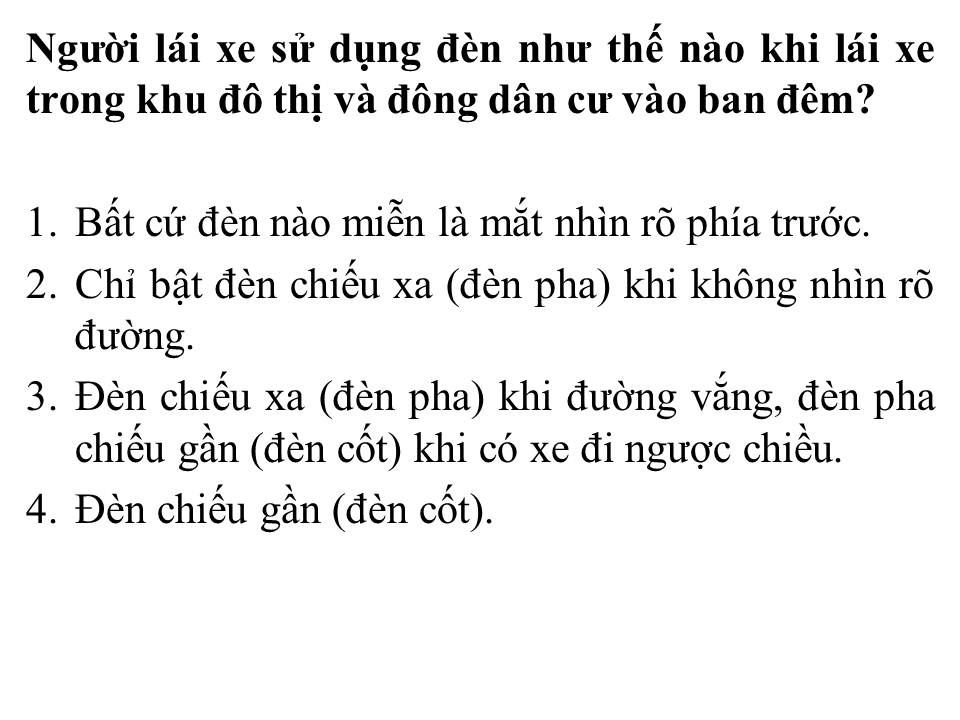 Người lái xe sử dụng đèn như thế nào khi lái xe
trong khu đô thị và đông dân cư vào ban đêm?
1. Bất cứ đèn nào miễn là mắt nhìn rõ phía trước.
2. Chỉ bật đèn chiếu xa (đèn pha) khi không nhìn rõ
đường.
3. Đèn chiếu xa (đèn pha) khi đường vắng, đèn pha
chiếu gần (đèn cốt) khi có xe đi ngược chiều.
4. Đèn chiếu gần (đèn cốt).